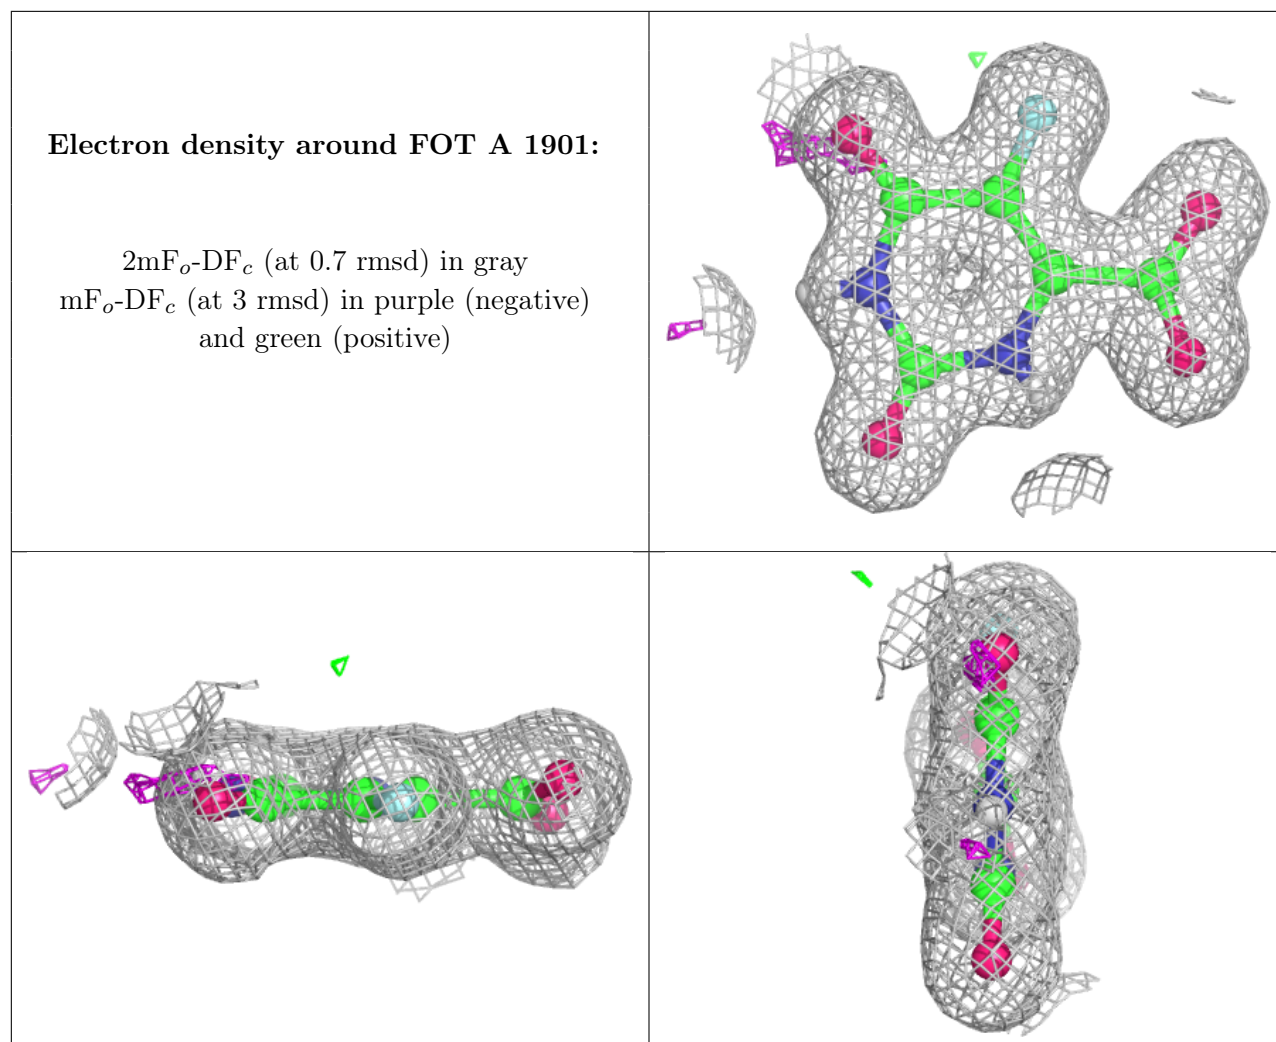 Electron density around FOT A 1901:
2mFo-DFc (at 0.7 rmsd) in gray
mFo-DFc (at 3 rmsd) in purple (negative)
and green (positive)